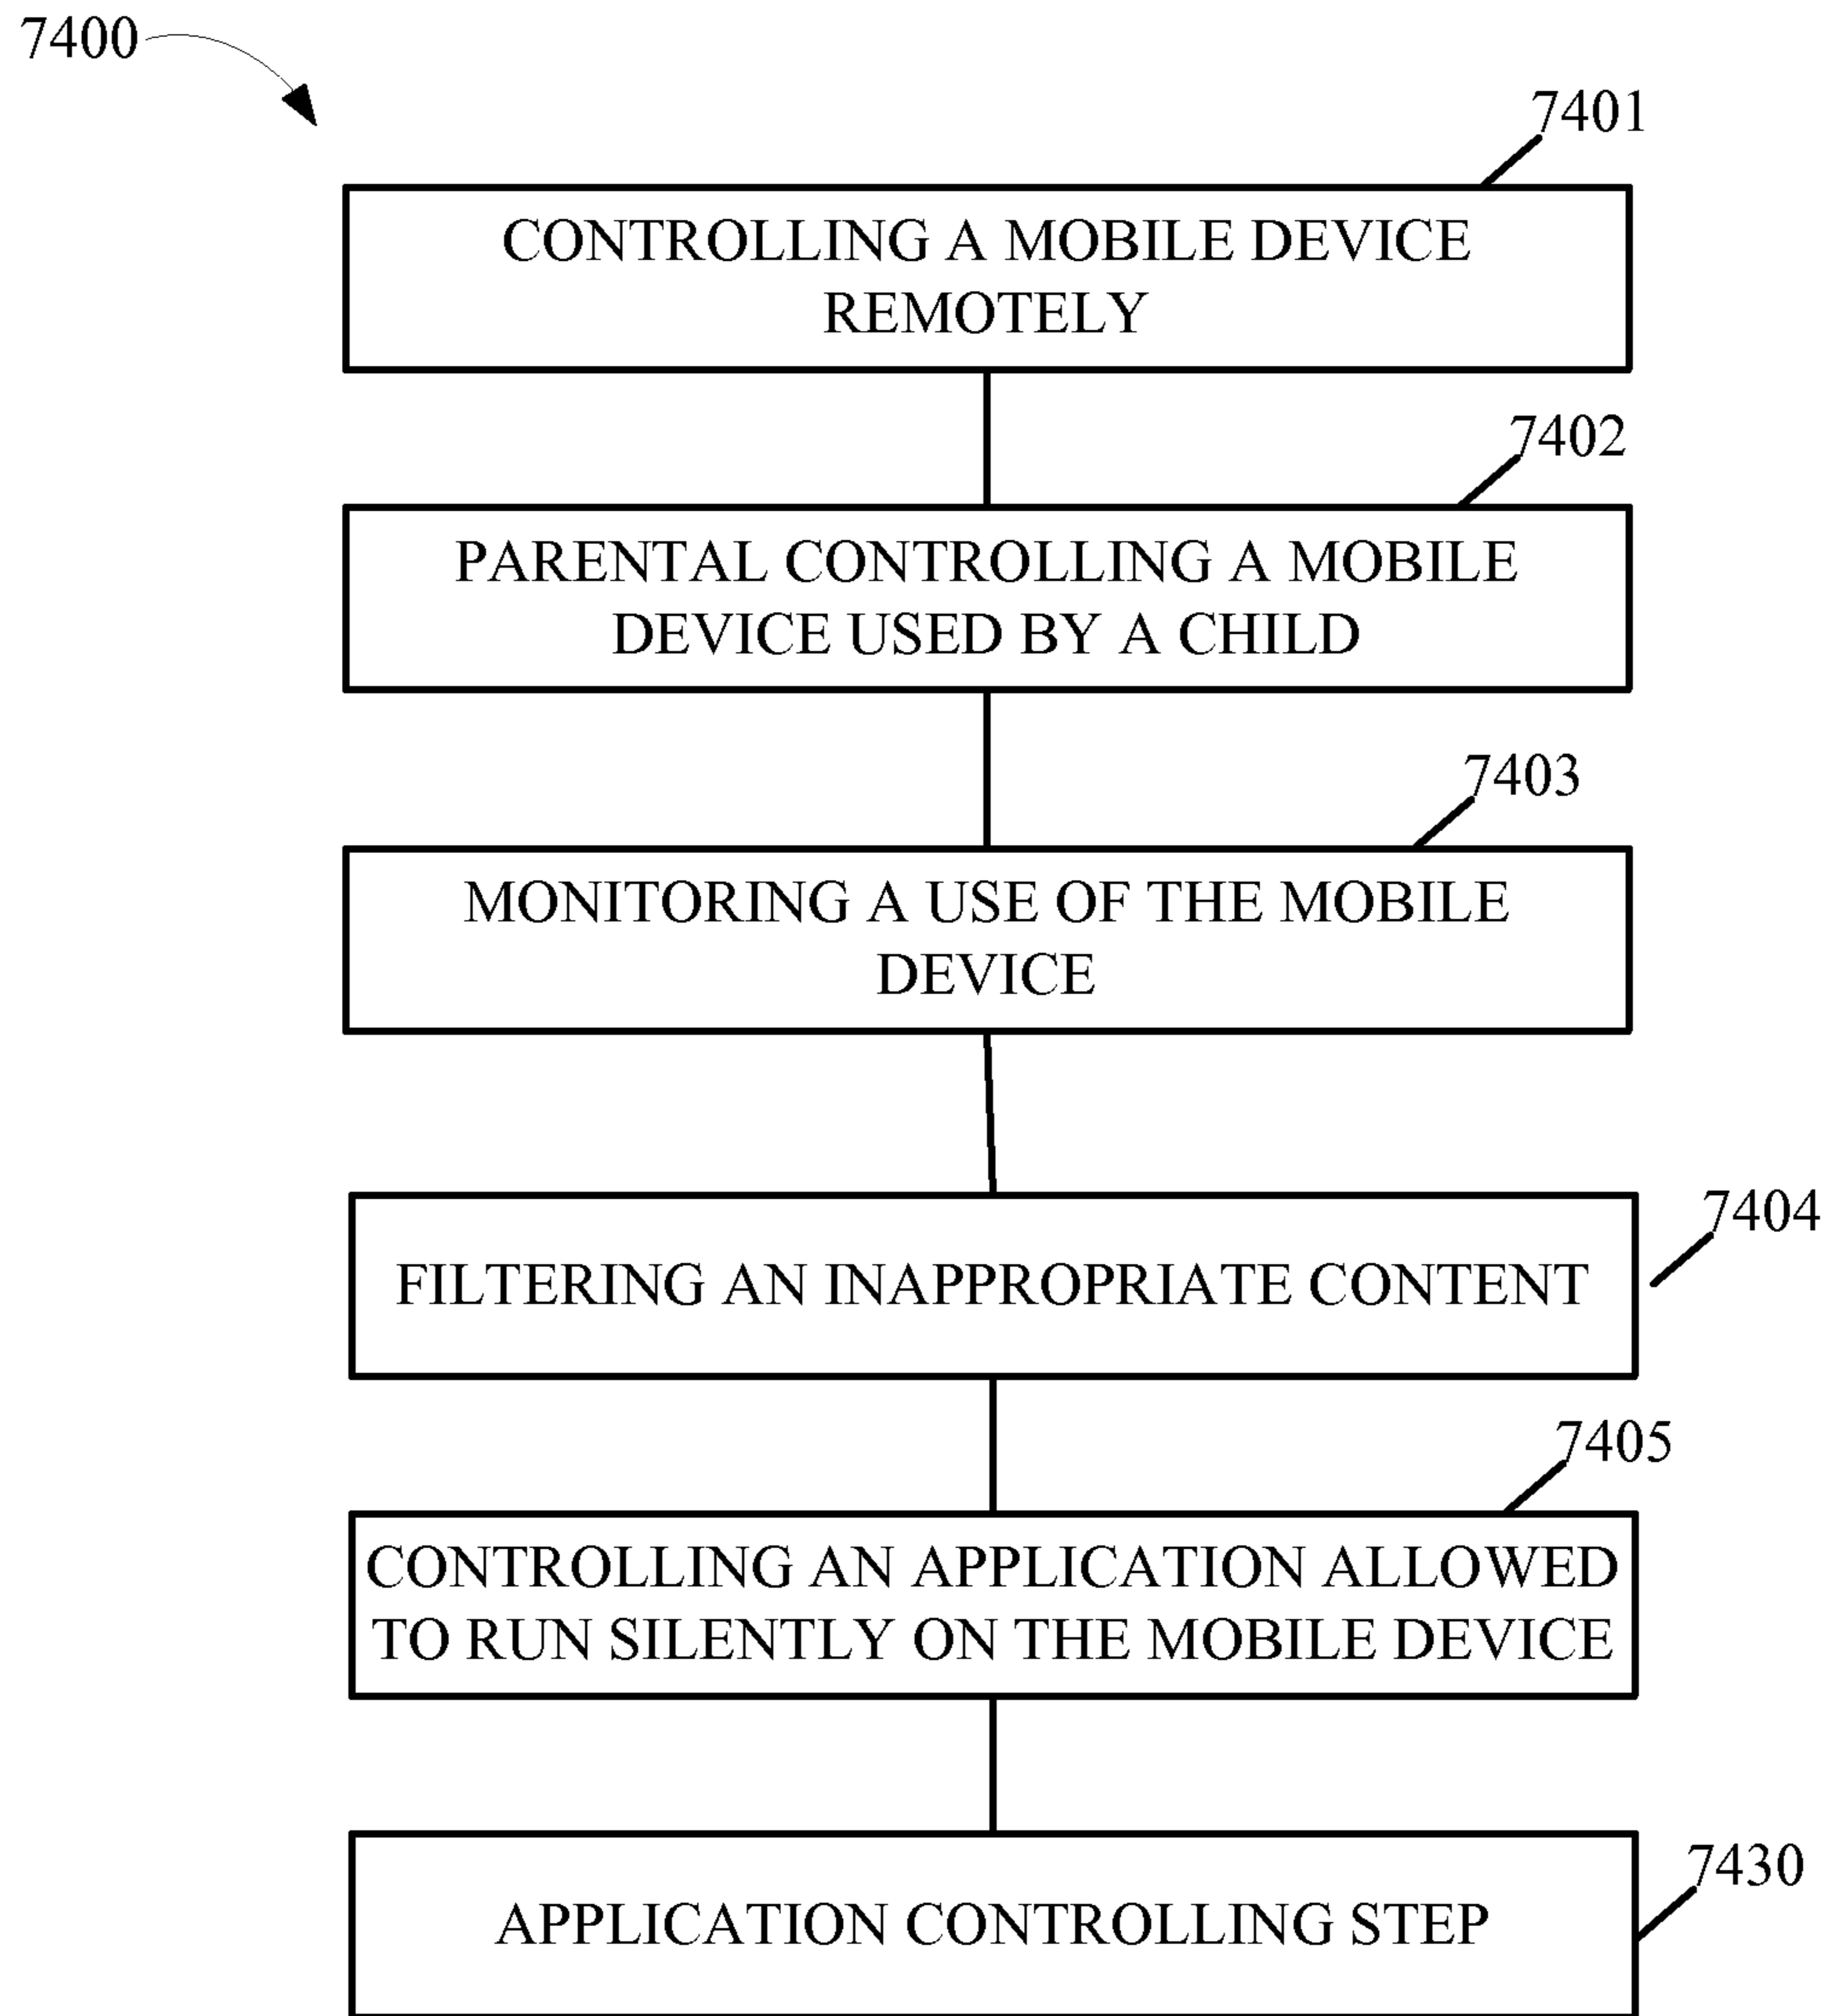 7400
7401
CONTROLLING A MOBILE DEVICE
REMOTELY
7402
PARENTAL CONTROLLING A MOBILE
DEVICE USED BY A CHILD
7403
MONITORING A USE OF THE MOBILE
DEVICE
7404
FILTERING AN INAPPROPRIATE CONTENT
7405
CONTROLLING AN APPLICATION ALLOWED
TO RUN SILENTLY ON THE MOBILE DEVICE
7430
APPLICATION CONTROLLING STEP